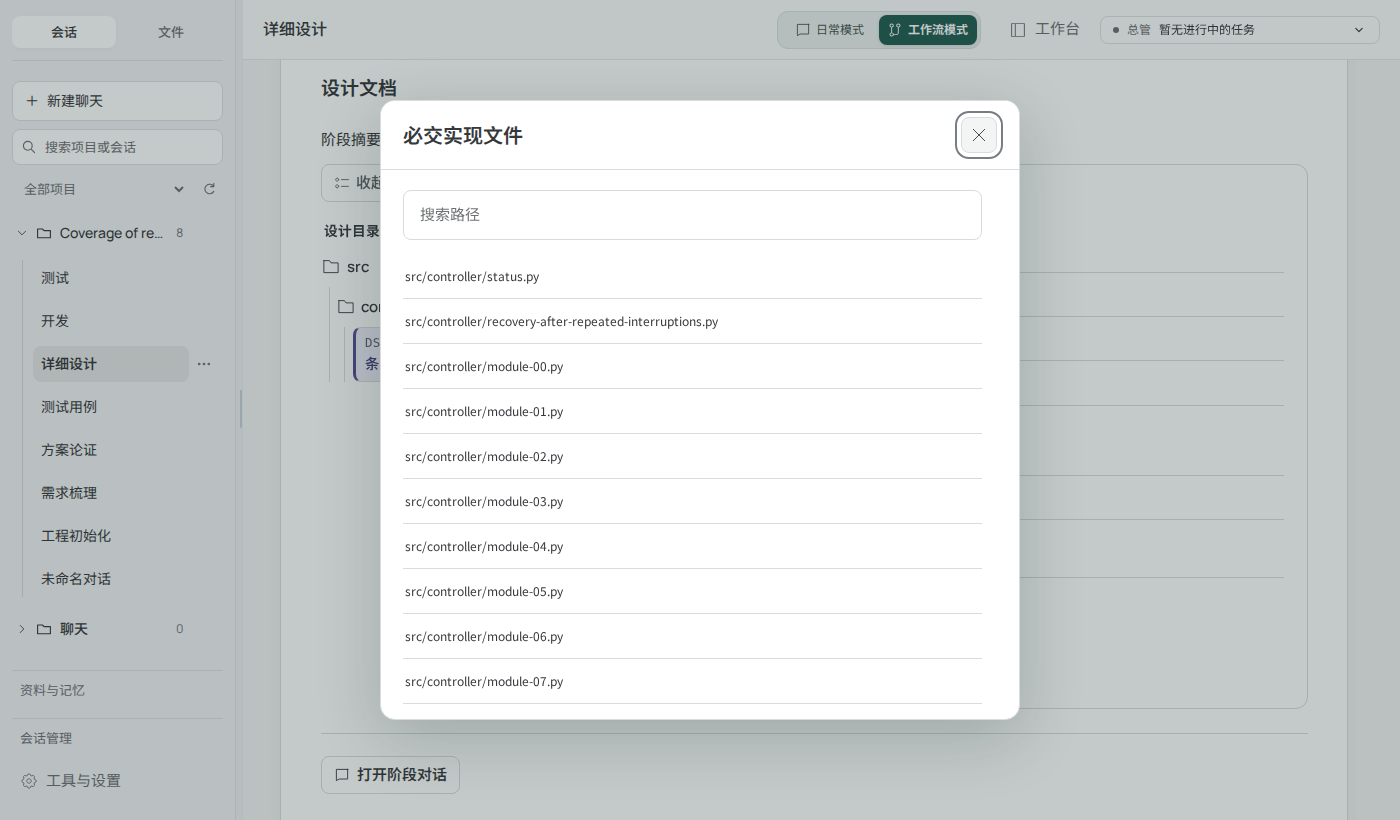 会话
文件
新建聊天
搜索项目或会话
全部项目
Coverage of re...
8
测试
开发
详细设计
测试用例
方案论证
需求梳理
工程初始化
未命名对话
聊天
0
资料与记忆
会话管理
工具与设置
详细设计
日常模式
工作流模式
工作台
总管 暂无进行中的任务
设计文档
阶段摘要
收起
设计目录
src
DS
条
必交实现文件
搜索路径
src/controller/status.py
src/controller/recovery-after-repeated-interruptions.py
src/controller/module-00.py
src/controller/module-01.py
src/controller/module-02.py
src/controller/module-03.py
src/controller/module-04.py
src/controller/module-05.py
src/controller/module-06.py
src/controller/module-07.py
打开阶段对话